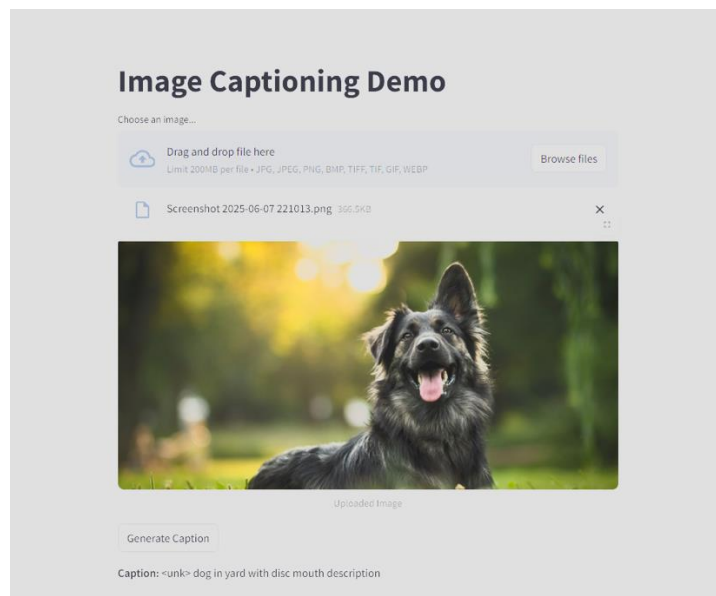 Image Captioning Demo
Choose an image...
Drag and drop file here
Limit 200MB per file • JPG, JPEG, PNG, BMP, TIFF, TIF, GIF, WEBP
Browse files
Screenshot 2025-06-07 221013.png 366.5KB
Uploaded Image
Generate Caption
Caption: <unk> dog in yard with disc mouth description